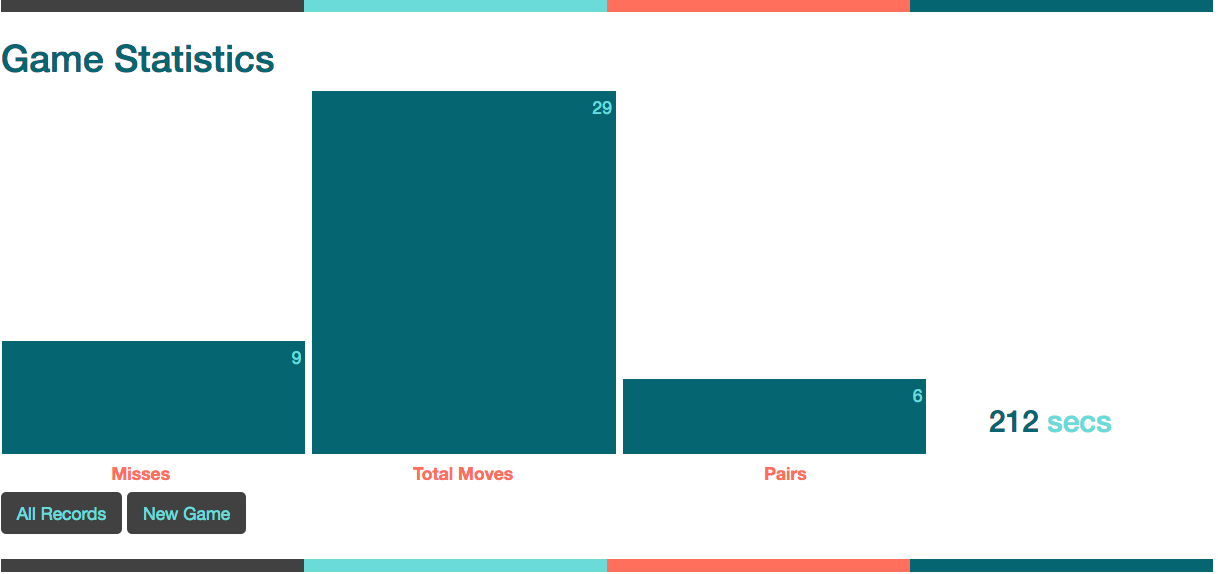 Game Statistics
29
9
6
212 secs
Misses
Total Moves
Pairs
All Records
New Game